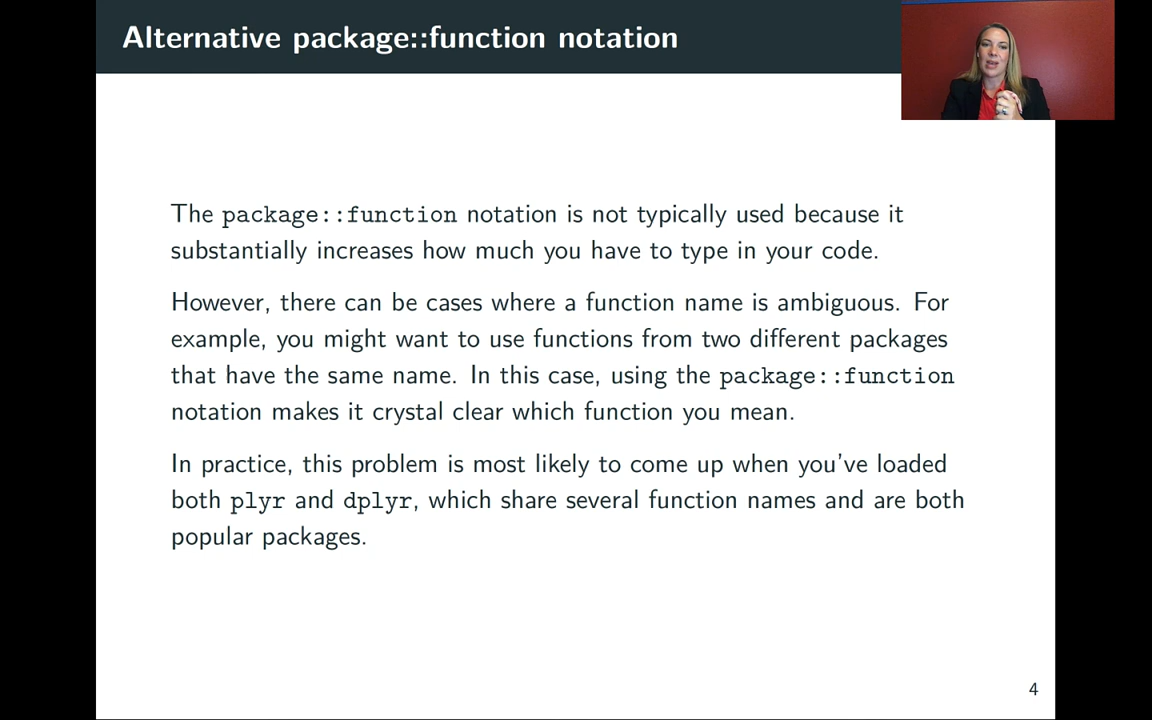 Alternative package::function notation
The package::function notation is not typically used because it
substantially increases how much you have to type in your code.
However, there can be cases where a function name is ambiguous. For
example, you might want to use functions from two different packages
that have the same name. In this case, using the package::function
notation makes it crystal clear which function you mean.
In practice, this problem is most likely to come up when you've loaded
both plyr and dplyr, which share several function names and are both
popular packages.
4